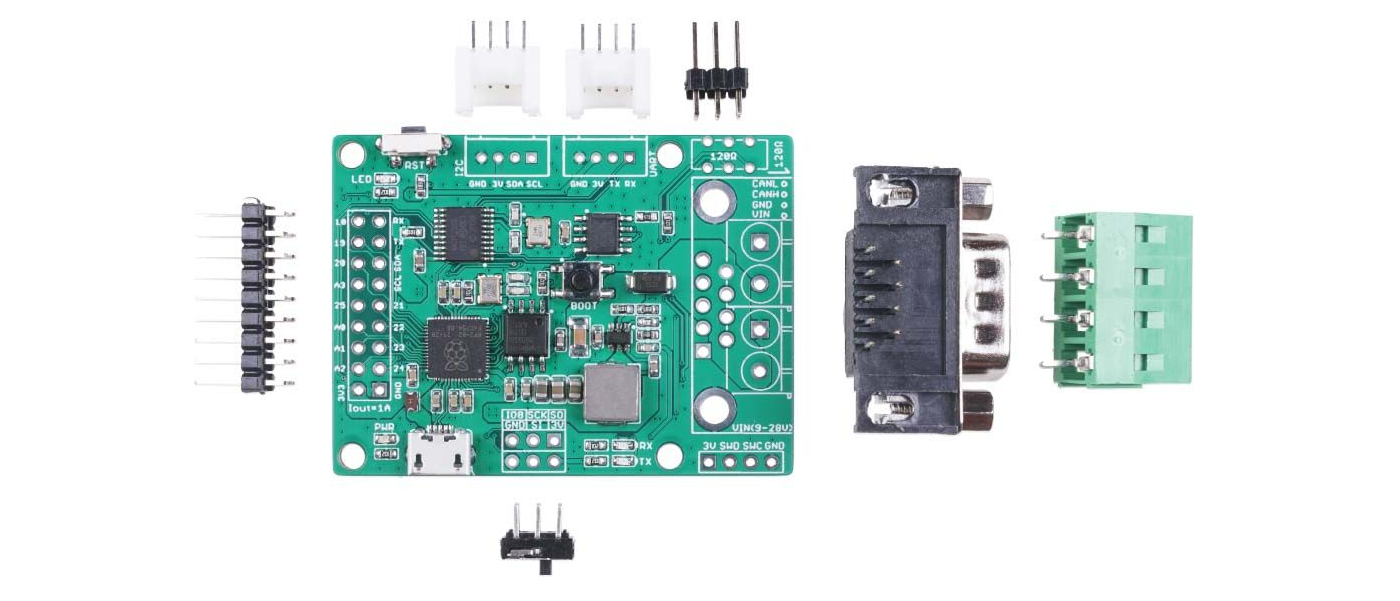 RST
I2C
UART
120Ω
120Ω
LED
GND 3V SDA SCL
GND 3V TX RX
CANL
CANH
GND
VIN
RX
19
TX
20
SDA
A3
SCL
25
21
A0
22
A1
23
A2
24
3V3
GND
Iout=1A
BOOT
PWR
IO8 SCK SO
GND SI 3V
RX
TX
VIN(9-28V)
3V SWD SWC GND